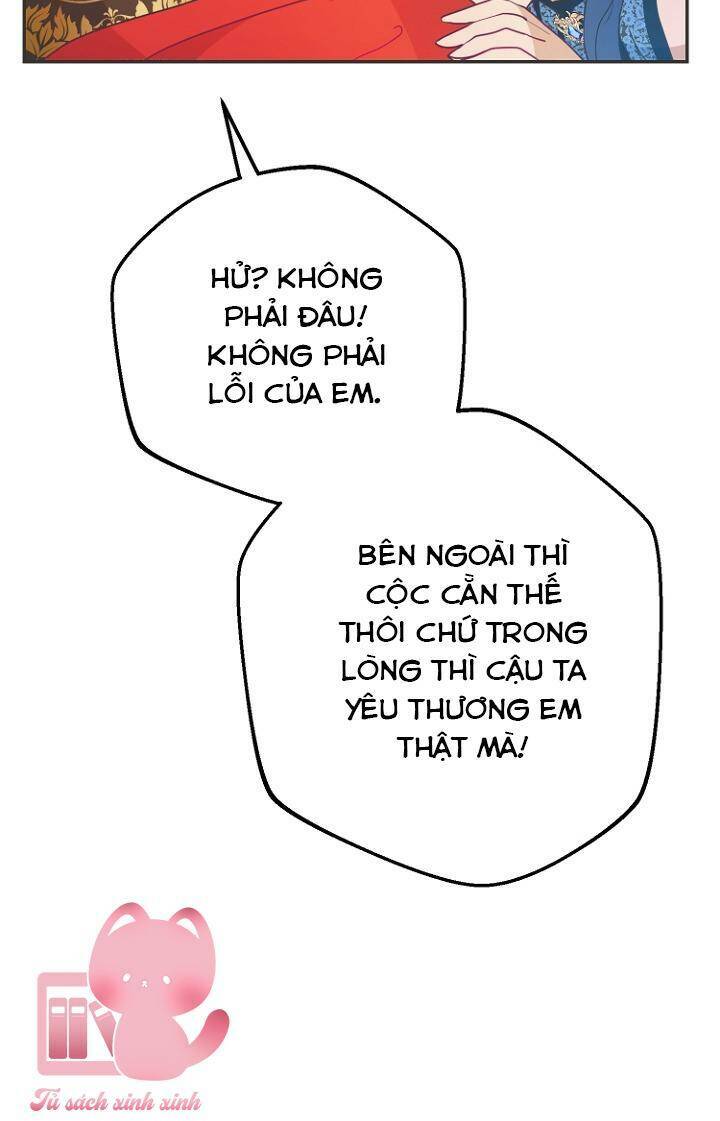 HỬ? KHÔNG
PHẢI ĐÂU!
KHÔNG PHẢI
LỖI CỦA EM.
BÊN NGOÀI THÌ
CỘC CẰN THẾ
THÔI CHỨ TRONG
LÒNG THÌ CẬU TA
YÊU THƯƠNG EM
THẬT MÀ!
Tủ sách xinh xinh